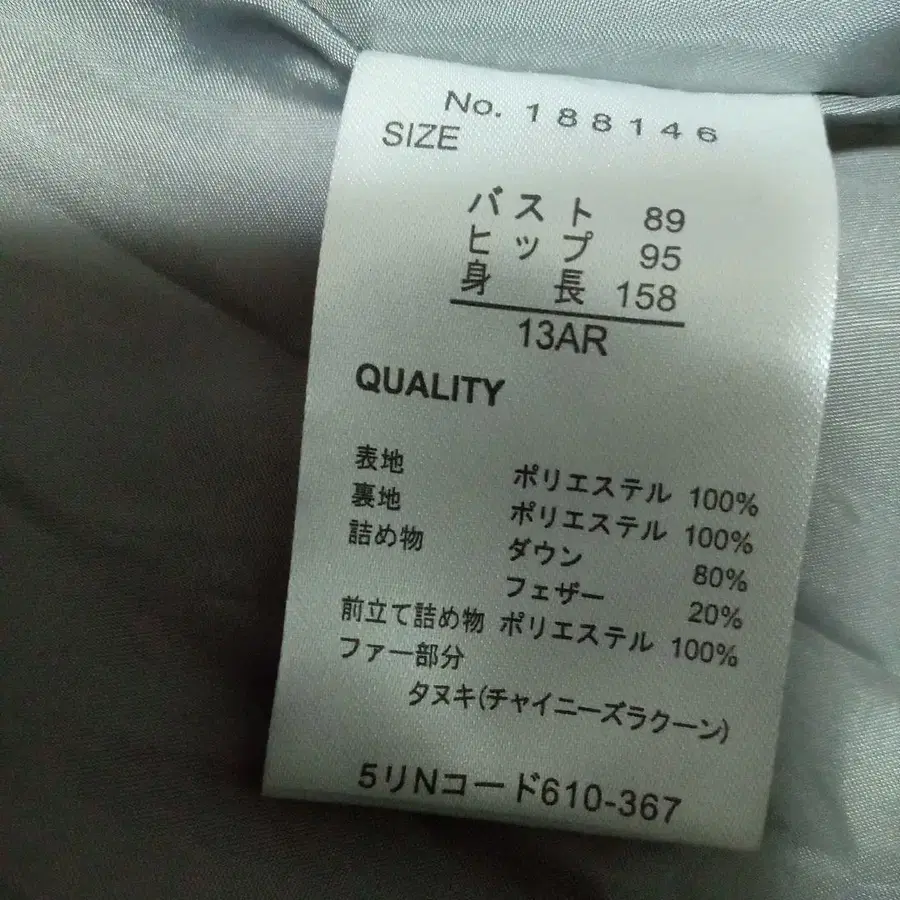 No. 188146
SIZE
バスト 89
ヒップ 95
身長 158
13AR
QUALITY
表地 ポリエステル 100%
裏地 ポリエステル 100%
詰め物 ダウン 80%
フェザー 20%
前立て詰め物 ポリエステル 100%
ファー部分
タヌキ(チャイニーズラクーン)
5リNコード610-367